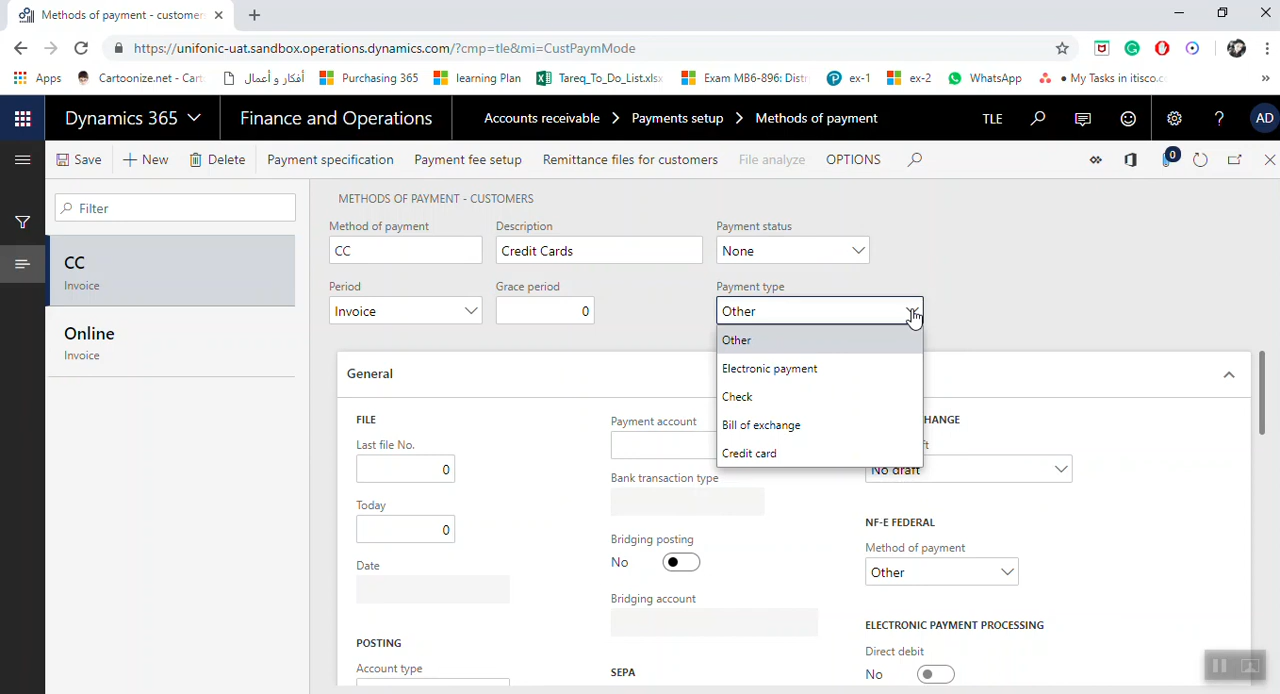 Methods of payment - customer
https://unifonic-uat.sandbox.operations.dynamics.com/?cmp=tle&mi=CustPaymMode
Apps
Cartoonize.net - Cart
أفكار و أعمال
Purchasing 365
learning Plan
Tareq_To_Do_List.xlsx
Exam MB6-896: Distr
ex-1
ex-2
WhatsApp
• My Tasks in itisco.c
»
Dynamics 365
Finance and Operations
Accounts receivable > Payments setup > Methods of payment
TLE
?
AD
Save
New
Delete
Payment specification
Payment fee setup
Remittance files for customers
File analyze
OPTIONS
0
Filter
CC
Invoice
Online
Invoice
METHODS OF PAYMENT - CUSTOMERS
Method of payment
Description
Payment status
CC
Credit Cards
None
Period
Grace period
Payment type
Invoice
0
Other
Other
Electronic payment
Check
Bill of exchange
Credit card
General
FILE
Last file No.
0
Today
0
Date
POSTING
Account type
Payment account
Bank transaction type
Bridging posting
No
Bridging account
SEPA
HANGE
ft
No draft
NF-E FEDERAL
Method of payment
Other
ELECTRONIC PAYMENT PROCESSING
Direct debit
No